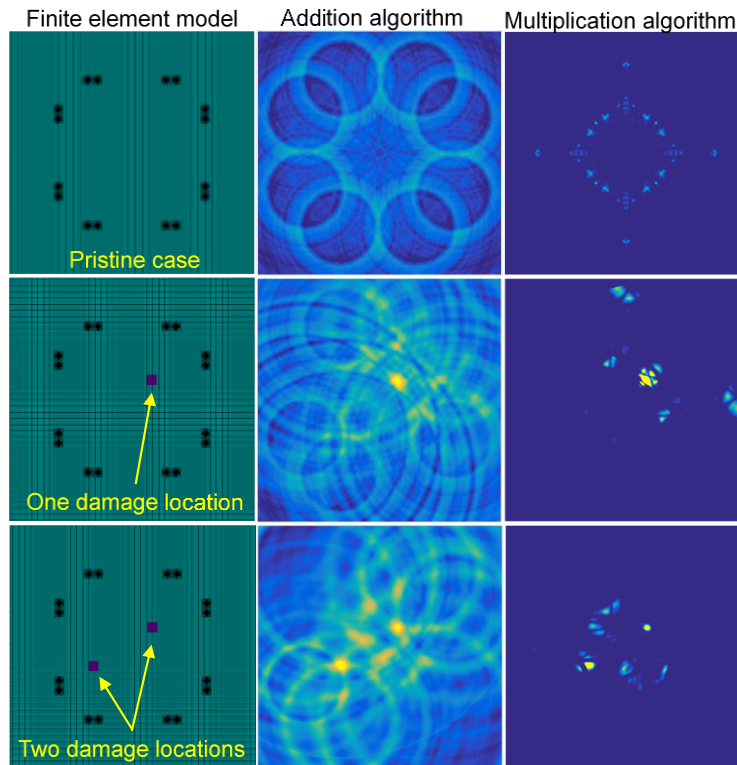 Finite element model
Addition algorithm
Multiplication algorithm
Pristine case
One damage location
Two damage locations